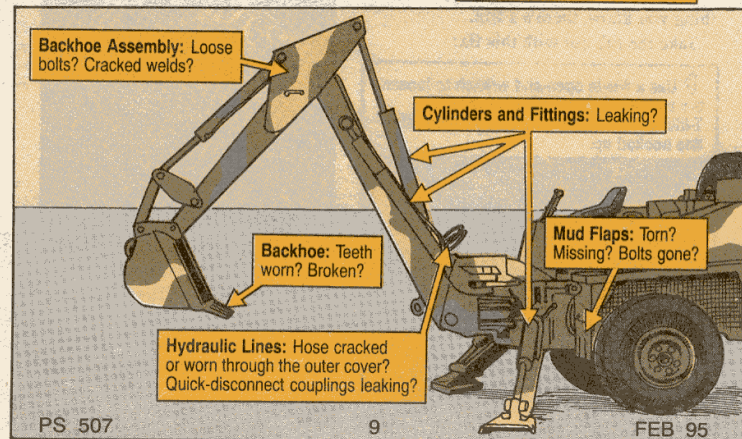 Backhoe Assembly: Loose
bolts? Cracked welds?
Cylinders and Fittings: Leaking?
Backhoe: Teeth
worn? Broken?
Mud Flaps: Torn?
Missing? Bolts gone?
Hydraulic Lines: Hose cracked
or worn through the outer cover?
Quick-disconnect couplings leaking?
PS 507
9
FEB 95